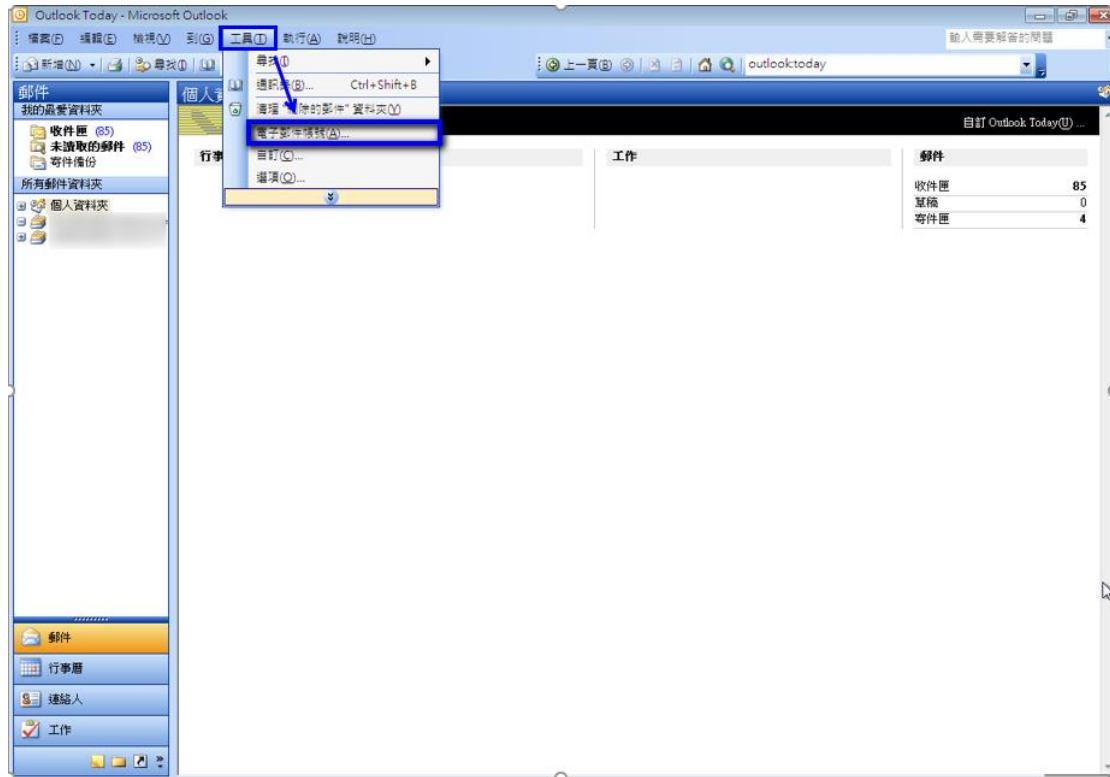 Outlook Today - Microsoft Outlook
檔案(F) 編輯(E) 檢視(V) 到(G) 工具(T) 執行(A) 說明(H) 輸入需要解答的問題
新增(N) 尋找(I) 上一頁(B) outlook:today
尋找(I)
通訊錄(B)... Ctrl+Shift+B
清理 "刪除的郵件" 資料夾(Y)
電子郵件帳號(A)...
自訂(C)...
選項(O)...
郵件
我的最愛資料夾
收件匣 (85)
未讀取的郵件 (85)
寄件備份
所有郵件資料夾
個人資料夾
個人
自訂 Outlook Today(U) ...
行事 工作 郵件
收件匣 85
草稿 0
寄件匣 4
郵件
行事曆
連絡人
工作